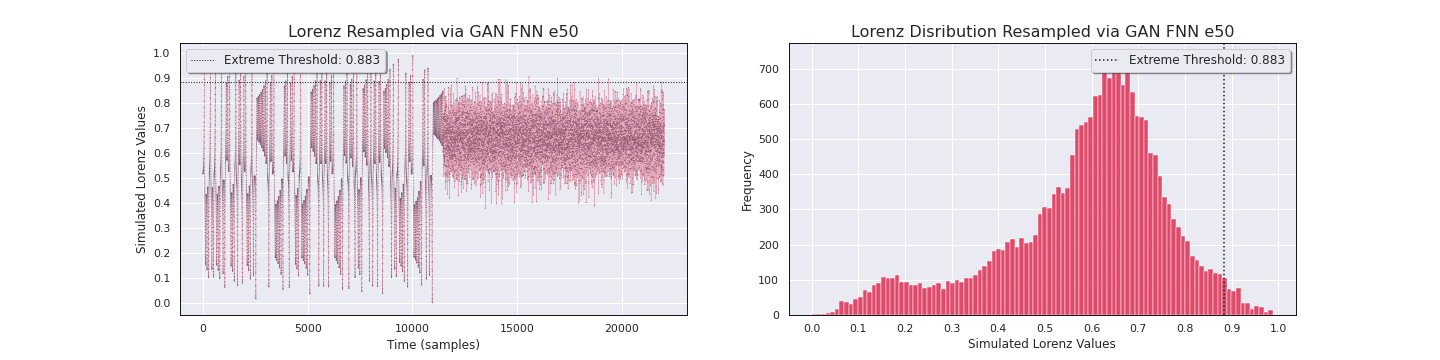 Lorenz Resampled via GAN FNN e50
Extreme Threshold: 0.883
Simulated Lorenz Values
1.0
0.9
0.8
0.7
0.6
0.5
0.4
0.3
0.2
0.1
0.0
0 5000 10000 15000 20000
Time (samples)
Lorenz Disribution Resampled via GAN FNN e50
Extreme Threshold: 0.883
Frequency
700
600
500
400
300
200
100
0
0.0 0.1 0.2 0.3 0.4 0.5 0.6 0.7 0.8 0.9 1.0
Simulated Lorenz Values